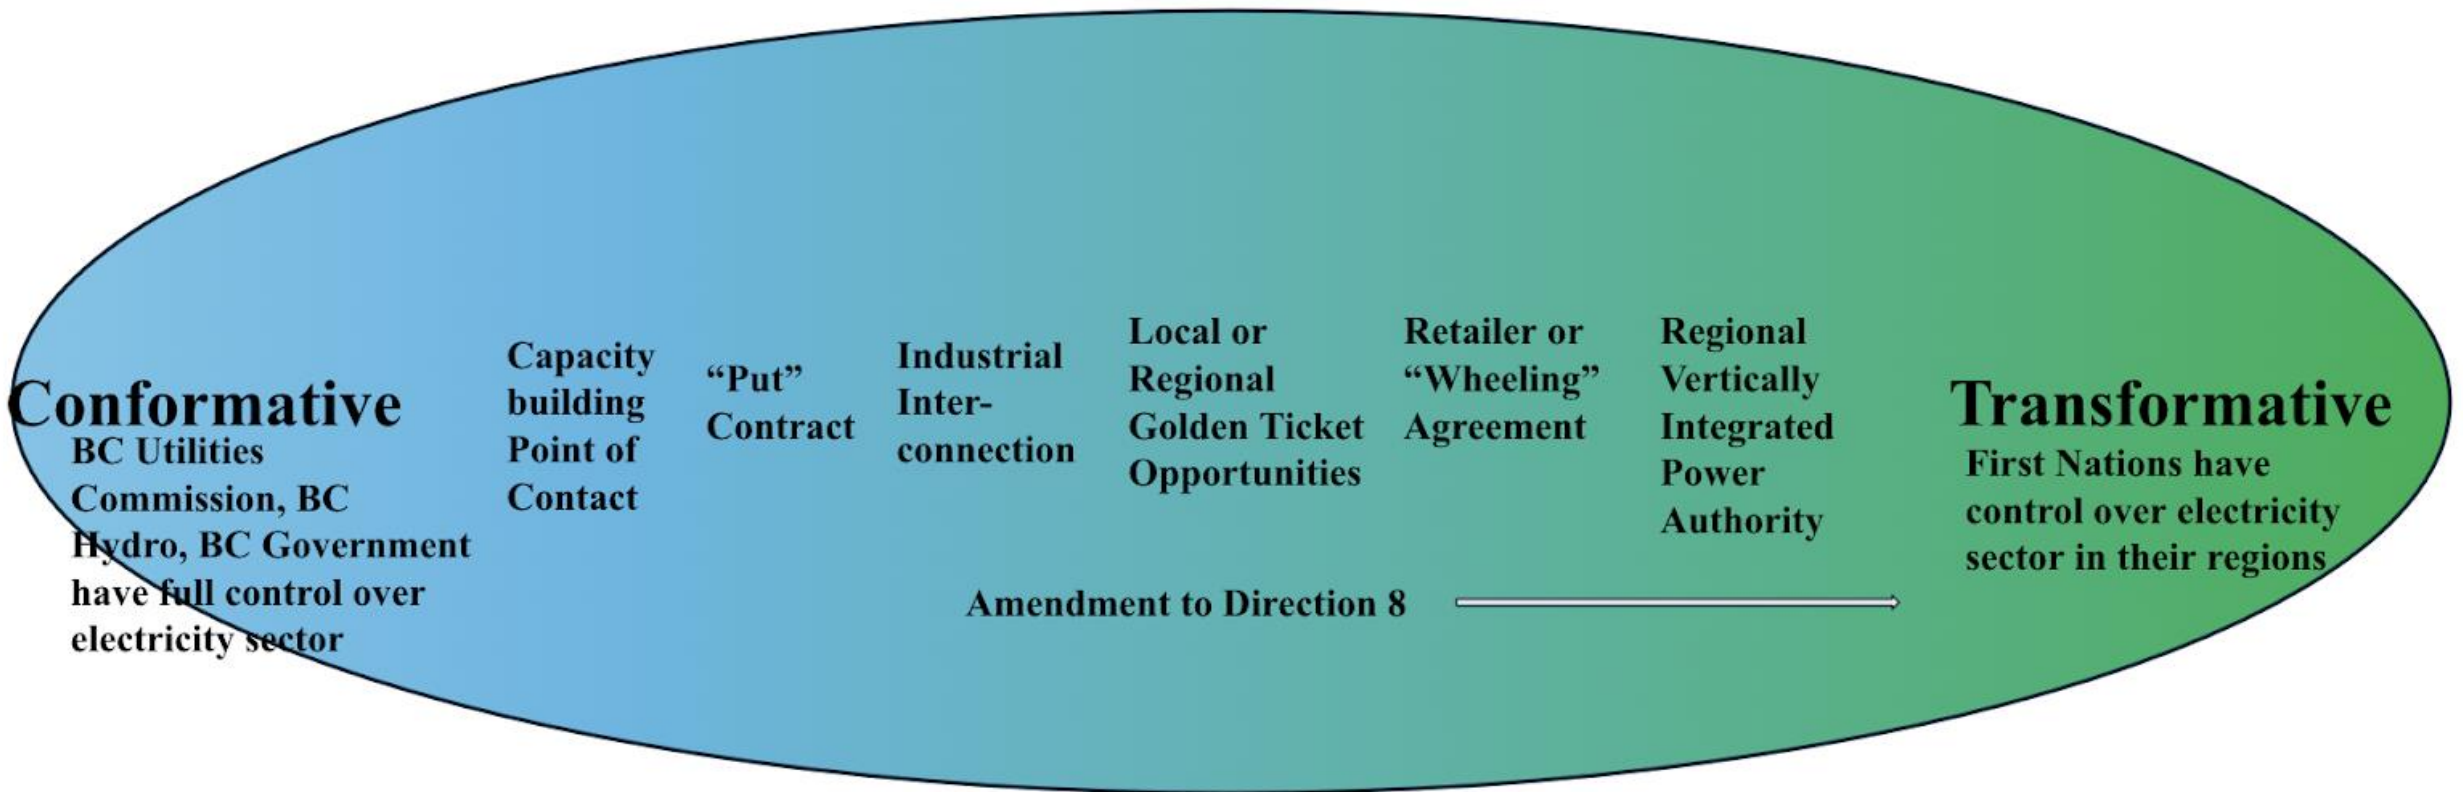 Conformative
BC Utilities
Commission, BC
Hydro, BC Government
have full control over
electricity sector
Capacity
building
Point of
Contact
“Put”
Contract
Industrial
Inter-
connection
Local or
Regional
Golden Ticket
Opportunities
Retailer or
“Wheeling”
Agreement
Regional
Vertically
Integrated
Power
Authority
Transformative
First Nations have
control over electricity
sector in their regions
Amendment to Direction 8